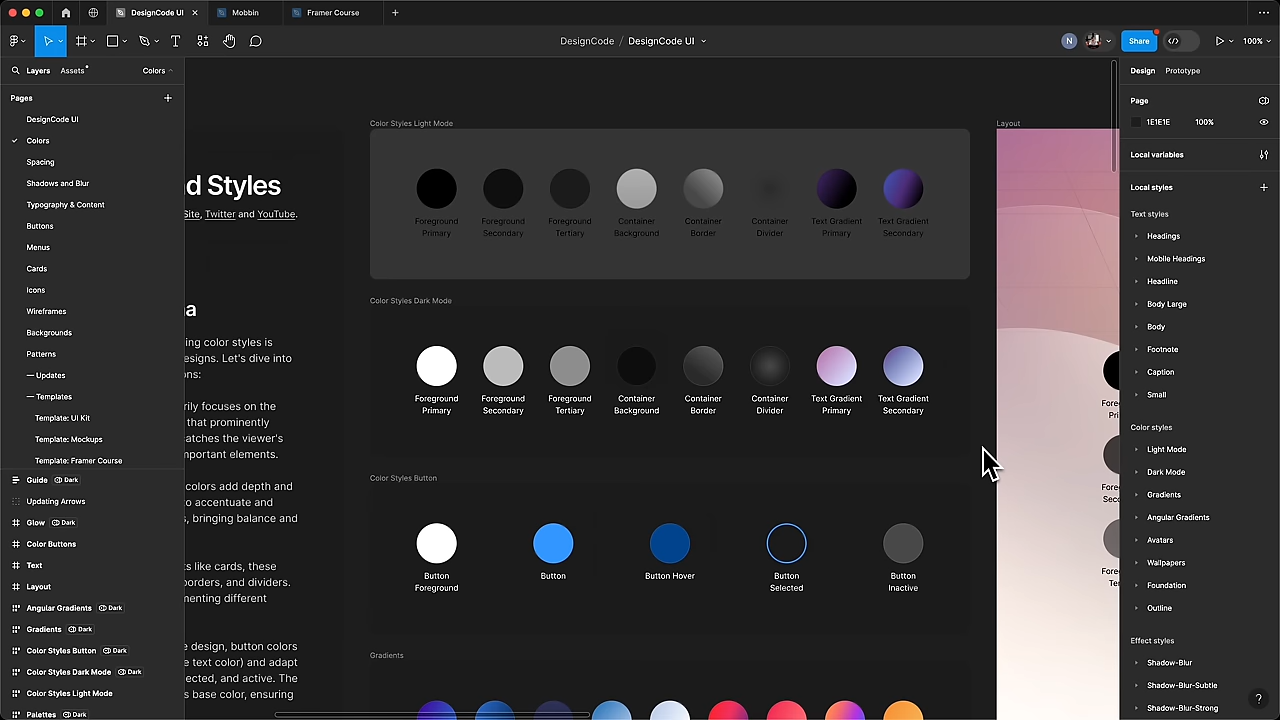 DesignCode UI
Mobbin
Framer Course
DesignCode / DesignCode UI
N
Share
100%
Layers
Assets
Colors
Pages
DesignCode UI
Colors
Spacing
Shadows and Blur
Typography & Content
Buttons
Menus
Cards
Icons
Wireframes
Backgrounds
Patterns
— Updates
— Templates
Template: UI Kit
Template: Mockups
Template: Framer Course
Guide Dark
Updating Arrows
Glow Dark
Color Buttons
Text
Layout
Angular Gradients Dark
Gradients Dark
Color Styles Button Dark
Color Styles Dark Mode Dark
Color Styles Light Mode
Palettes Dark
d Styles
Site, Twitter and YouTube.
a
ing color styles is
esigns. Let's dive into
ns:
rily focuses on the
that prominently
atches the viewer's
mportant elements.
colors add depth and
to accentuate and
s, bringing balance and
ts like cards, these
borders, and dividers.
menting different
e design, button colors
e text color) and adapt
ected, and active. The
s base color, ensuring
Color Styles Light Mode
Foreground
Primary
Foreground
Secondary
Foreground
Tertiary
Container
Background
Container
Border
Container
Divider
Text Gradient
Primary
Text Gradient
Secondary
Color Styles Dark Mode
Foreground
Primary
Foreground
Secondary
Foreground
Tertiary
Container
Background
Container
Border
Container
Divider
Text Gradient
Primary
Text Gradient
Secondary
Color Styles Button
Button
Foreground
Button
Button Hover
Button
Selected
Button
Inactive
Gradients
Layout
Fore
Pri
Fore
Seco
Fore
Ter
Design
Prototype
Page
1E1E1E 100%
Local variables
Local styles
Text styles
Headings
Mobile Headings
Headline
Body Large
Body
Footnote
Caption
Small
Color styles
Light Mode
Dark Mode
Gradients
Angular Gradients
Avatars
Wallpapers
Foundation
Outline
Effect styles
Shadow-Blur
Shadow-Blur-Subtle
Shadow-Blur-Strong
?